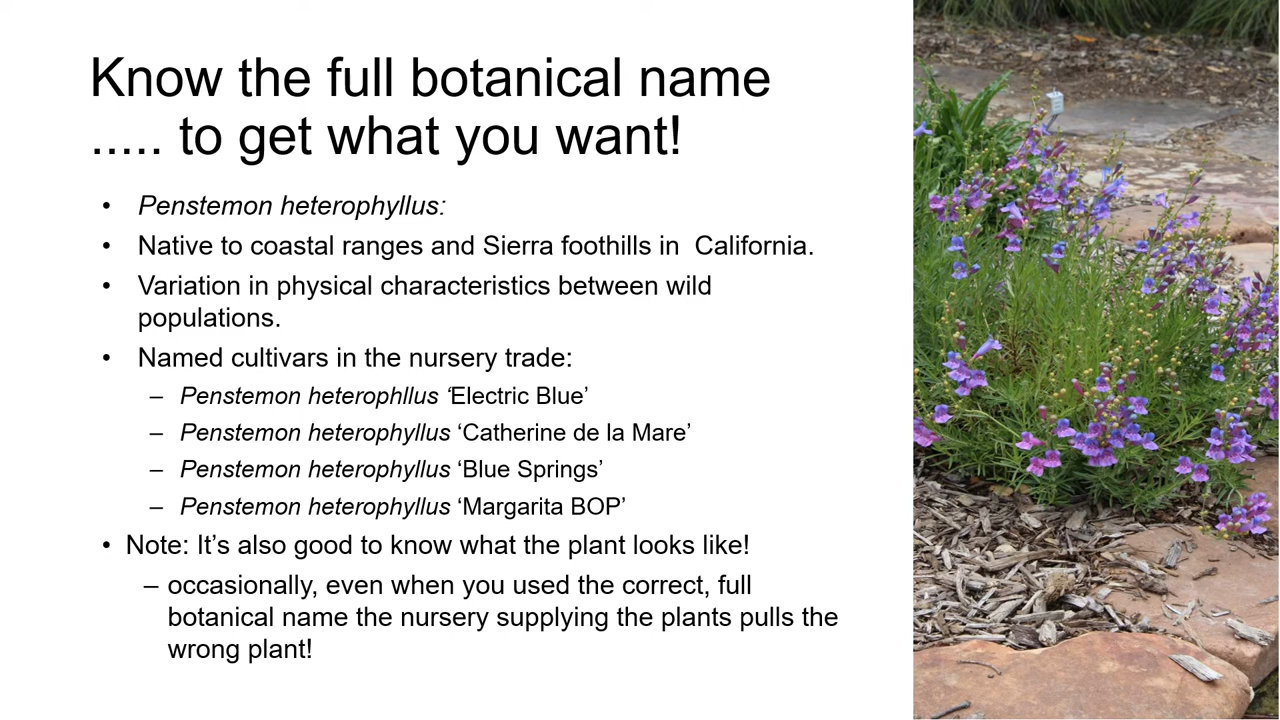 Know the full botanical name
..... to get what you want!
• Penstemon heterophyllus:
• Native to coastal ranges and Sierra foothills in  California.
• Variation in physical characteristics between wild
populations.
• Named cultivars in the nursery trade:
– Penstemon heterophllus ‘Electric Blue’
– Penstemon heterophyllus ‘Catherine de la Mare’
– Penstemon heterophyllus ‘Blue Springs’
– Penstemon heterophyllus ‘Margarita BOP’
• Note: It’s also good to know what the plant looks like!
– occasionally, even when you used the correct, full
botanical name the nursery supplying the plants pulls the
wrong plant!